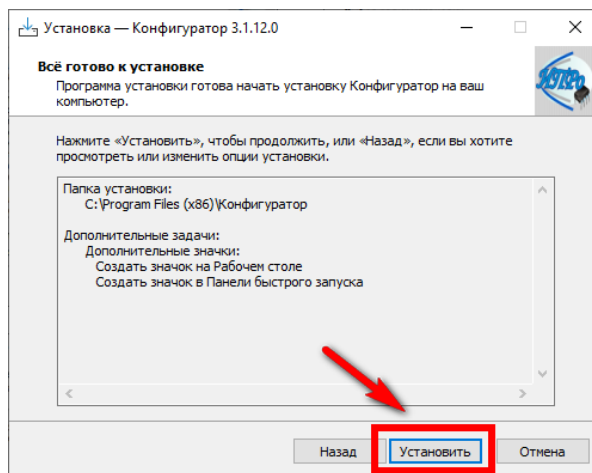 Установка — Конфигуратор 3.1.12.0
Всё готово к установке
Программа установки готова начать установку Конфигуратор на ваш
компьютер.
НПРо
Нажмите «Установить», чтобы продолжить, или «Назад», если вы хотите
просмотреть или изменить опции установки.
Папка установки:
C:\Program Files (x86)\Конфигуратор
Дополнительные задачи:
Дополнительные значки:
Создать значок на Рабочем столе
Создать значок в Панели быстрого запуска
Назад
Установить
Отмена